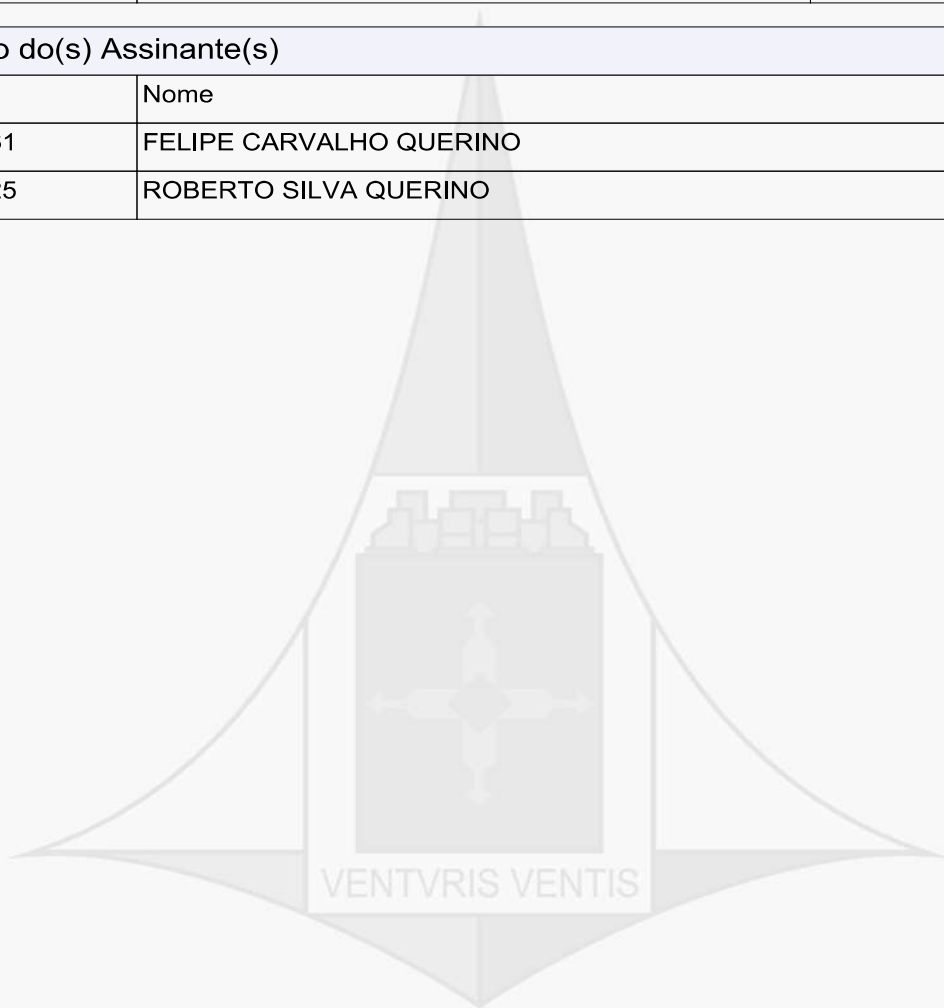 o do(s) Assinante(s)
Nome
31 FELIPE CARVALHO QUERINO
25 ROBERTO SILVA QUERINO
VENTVRIS VENTIS